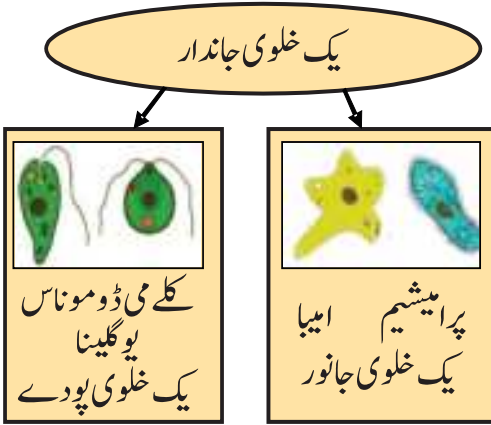 یک خلوی جاندار
پرامیشیم امیبا
یک خلوی جانور
کلے می ڈوموناس
یوگلینا
یک خلوی پودے